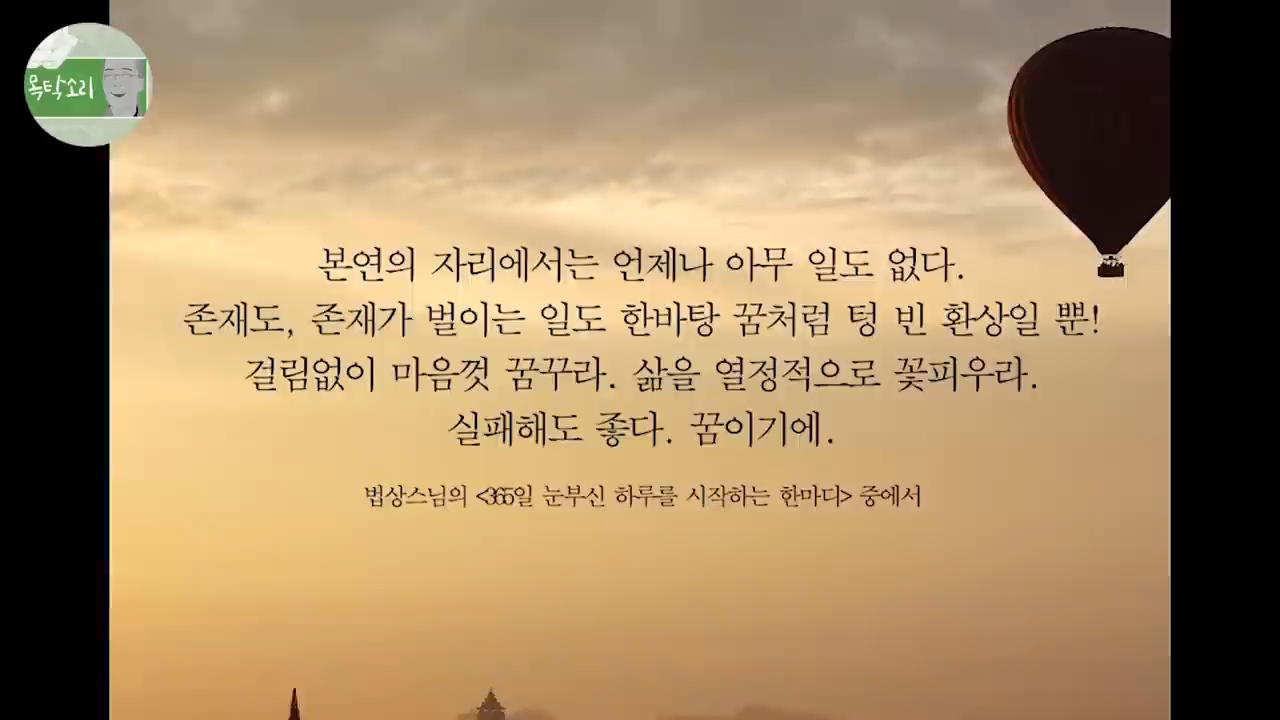 목탁소리
본연의 자리에서는 언제나 아무 일도 없다.
존재도, 존재가 벌이는 일도 한바탕 꿈처럼 텅 빈 환상일 뿐!
걸림없이 마음껏 꿈꾸라. 삶을 열정적으로 꽃피우라.
실패해도 좋다. 꿈이기에.
법상스님의 <365일 눈부신 하루를 시작하는 한마디> 중에서